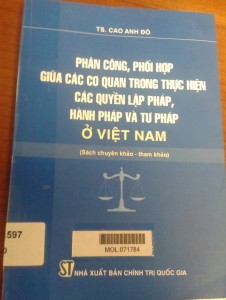 TS. CAO ANH ĐÔ
PHÂN CÔNG, PHỐI HỢP
GIỮA CÁC CƠ QUAN TRONG THỰC HIỆN
CÁC QUYỀN LẬP PHÁP,
HÀNH PHÁP VÀ TƯ PHÁP
Ở VIỆT NAM
(Sách chuyên khảo - tham khảo)
.597
MOL.071784
ST NHÀ XUẤT BẢN CHÍNH TRỊ QUỐC GIA